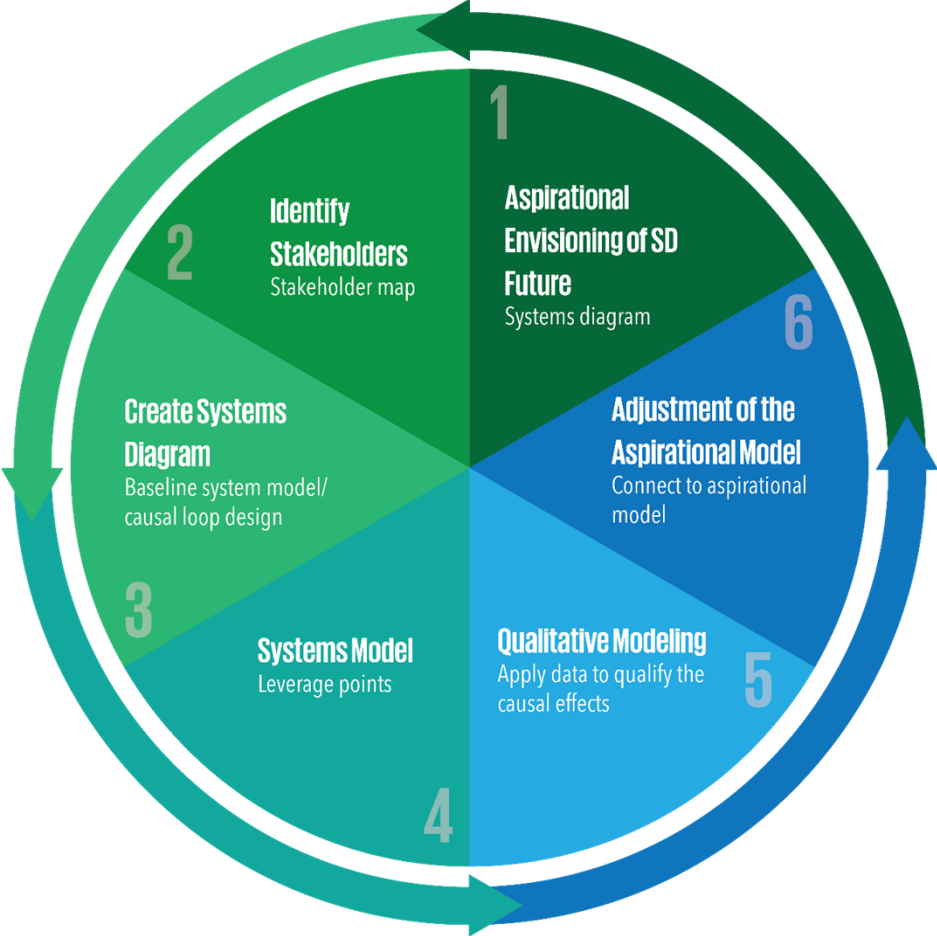 1
Aspirational
Envisioning of SD
Future
Systems diagram
2
Identify
Stakeholders
Stakeholder map
Create Systems
Diagram
Baseline system model/
causal loop design
3
Systems Model
Leverage points
4
Qualitative Modeling
Apply data to qualify the
causal effects
5
6
Adjustment of the
Aspirational Model
Connect to aspirational
model